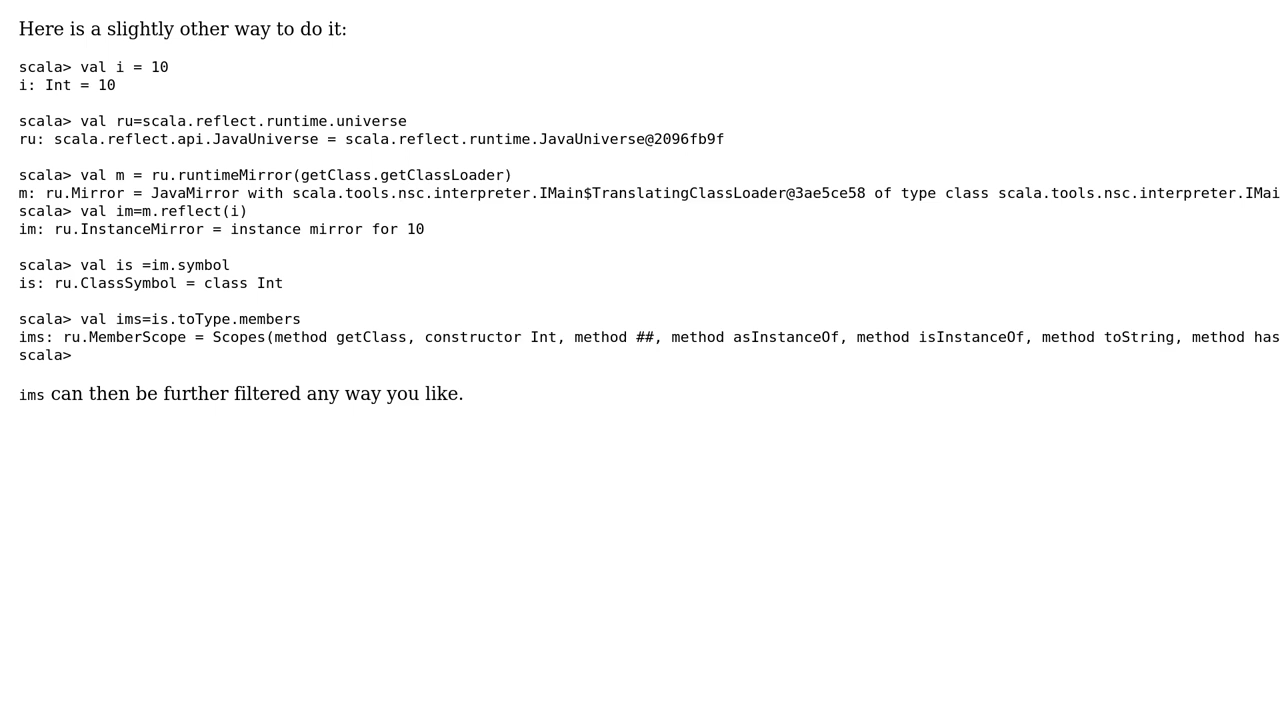 Here is a slightly other way to do it:
scala> val i = 10
i: Int = 10
scala> val ru=scala.reflect.runtime.universe
ru: scala.reflect.api.JavaUniverse = scala.reflect.runtime.JavaUniverse@2096fb9f
scala> val m = ru.runtimeMirror(getClass.getClassLoader)
m: ru.Mirror = JavaMirror with scala.tools.nsc.interpreter.IMain$TranslatingClassLoader@3ae5ce58 of type class scala.tools.nsc.interpreter.IMai
scala> val im=m.reflect(i)
im: ru.InstanceMirror = instance mirror for 10
scala> val is =im.symbol
is: ru.ClassSymbol = class Int
scala> val ims=is.toType.members
ims: ru.MemberScope = Scopes(method getClass, constructor Int, method ##, method asInstanceOf, method isInstanceOf, method toString, method has
scala>
ims can then be further filtered any way you like.